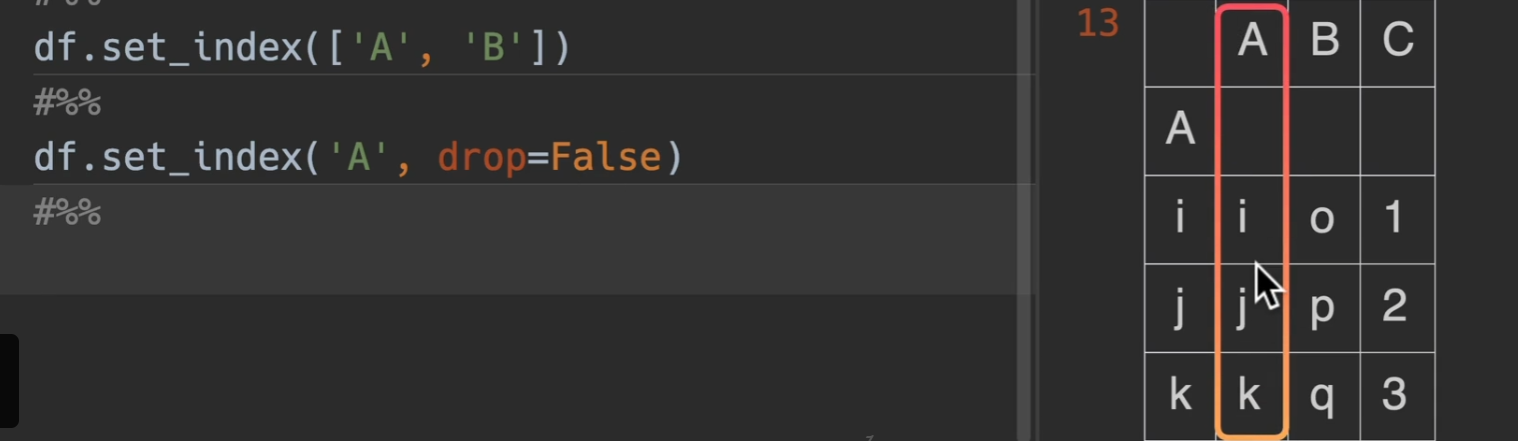 #%%
df.set_index(['A', 'B'])
#%%
df.set_index('A', drop=False)
#%%
13
A B C
A
i i o 1
j j p 2
k k q 3